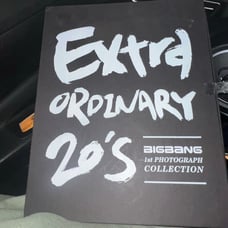 Extra
ORDINARY
20's
BIGBANG
1st PHOTOGRAPH
COLLECTION